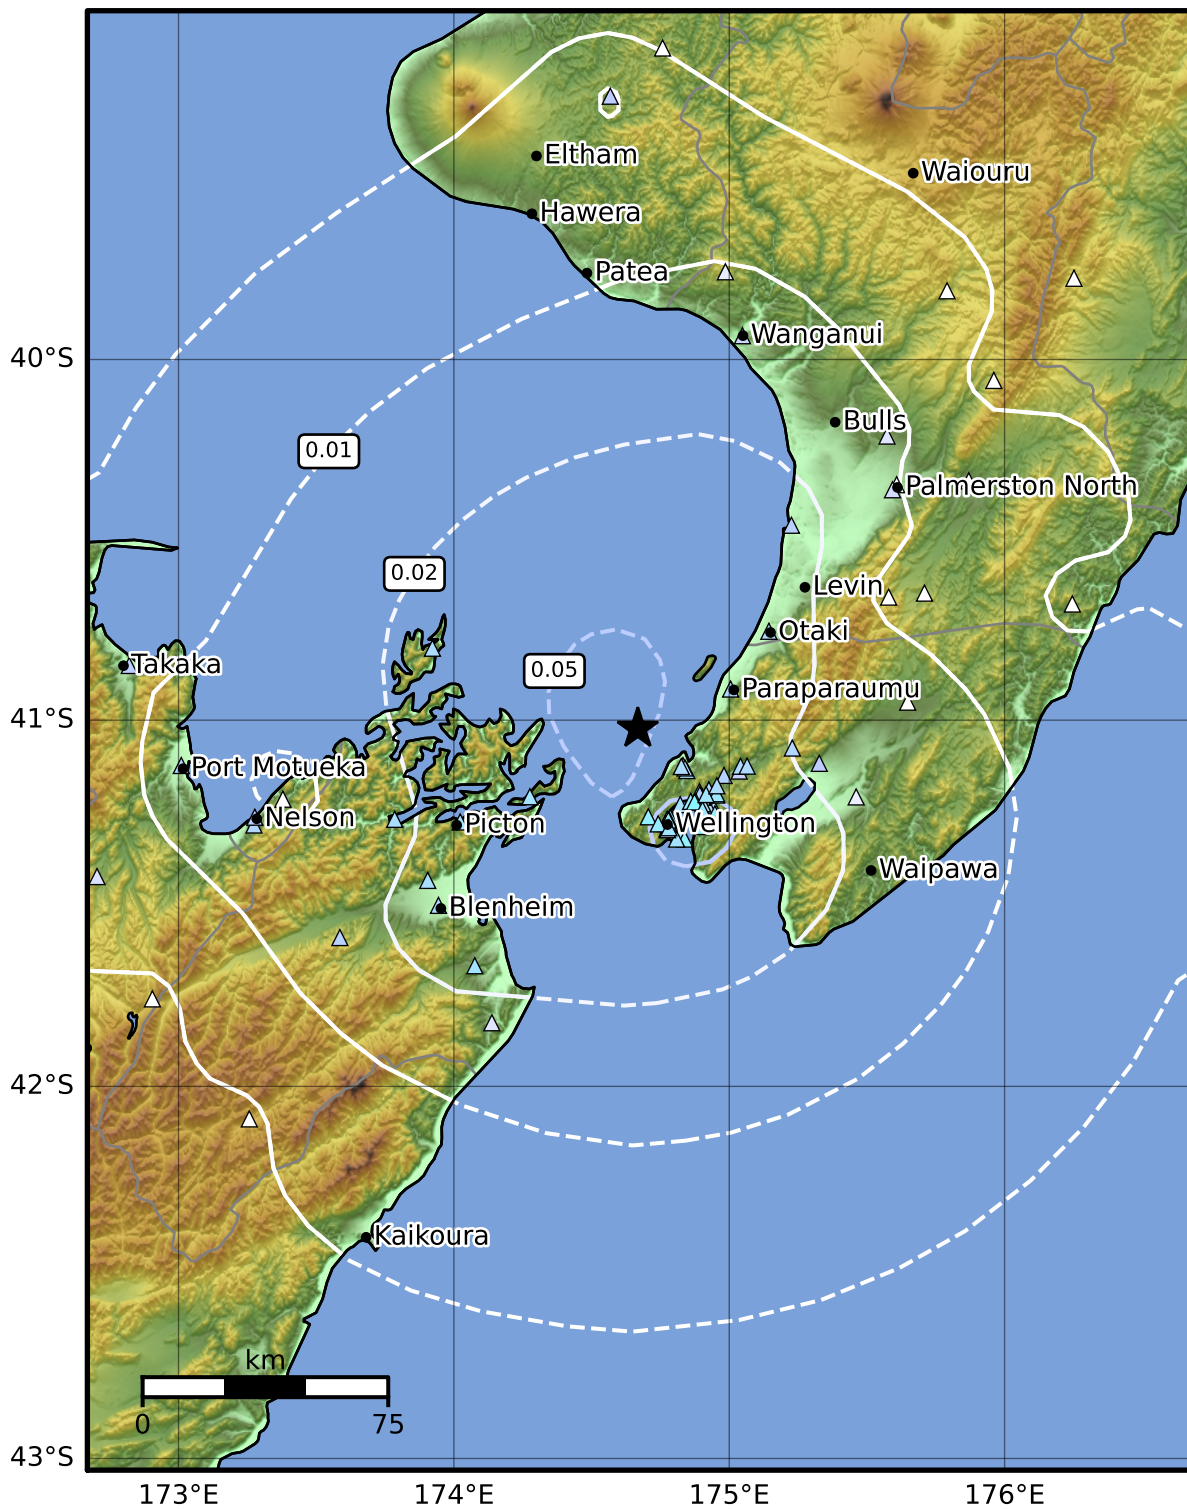 Eltham
Waiouru
Hawera
Patea
Wanganui
40°S
Bulls
0.01
Palmerston North
0.02
Levin
Otaki
Takaka
0.05
Paraparaumu
41°S
Port Motueka
Nelson
Picton
Wellington
Waipawa
Blenheim
42°S
Kaikoura
km
0 75
43°S
173°E 174°E 175°E 176°E